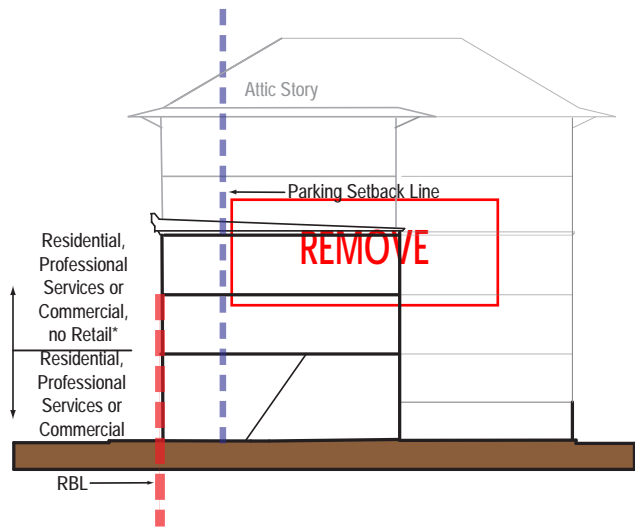 Attic Story
Parking Setback Line
REMOVE
Residential,
Professional
Services or
Commercial,
no Retail*
Residential,
Professional
Services or
Commercial
RBL